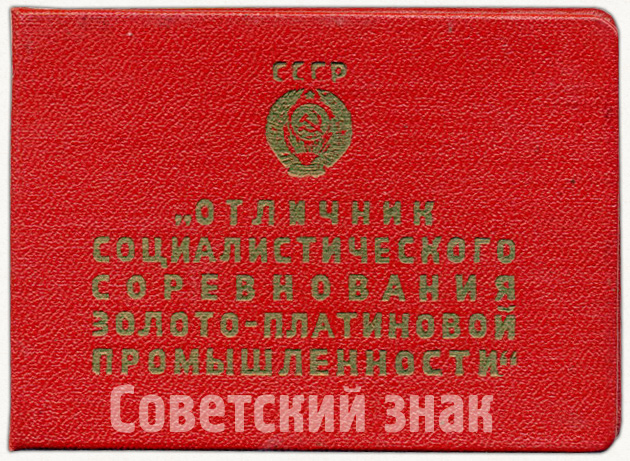 СССР
„ОТЛИЧНИК
СОЦИАЛИСТИЧЕСКОГО
СОРЕВНОВАНИЯ
ЗОЛОТО-ПЛАТИНОВОЙ
ПРОМЫШЛЕННОСТИ“
Советский знак